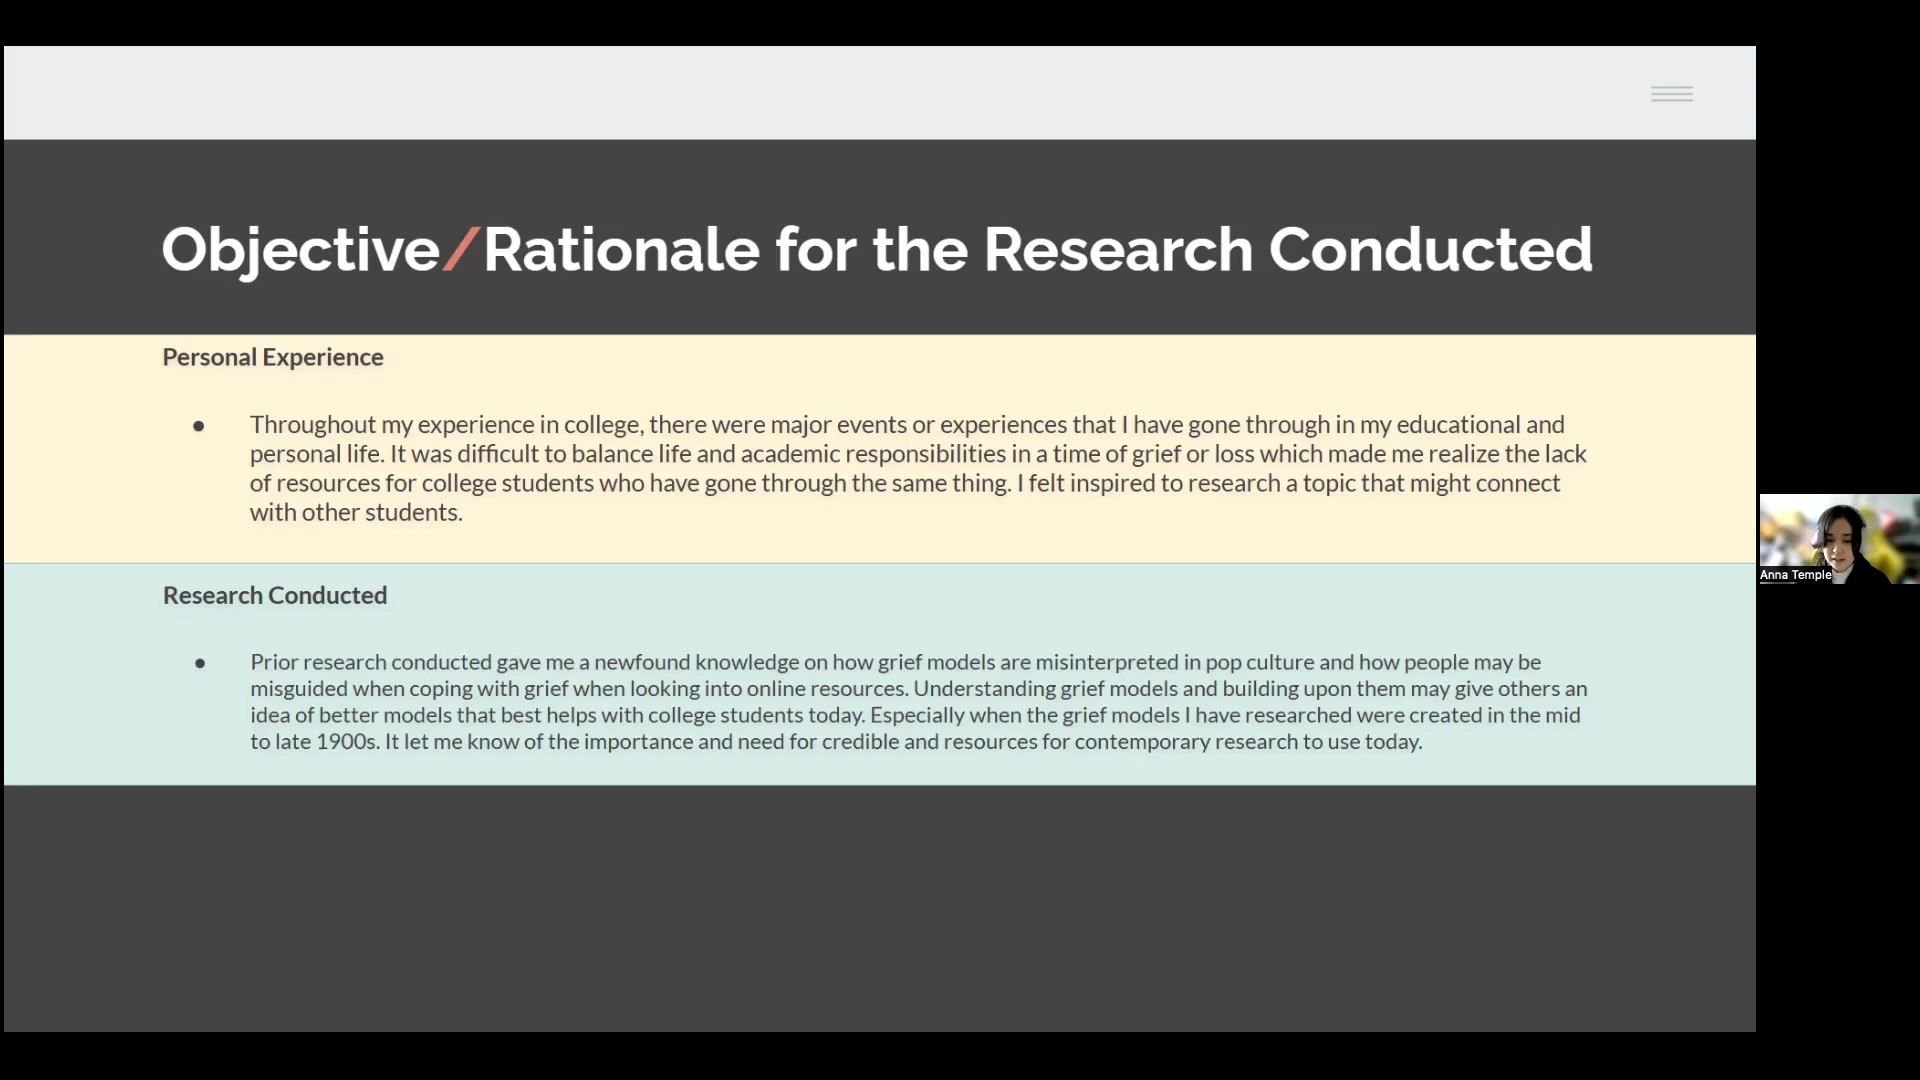 Objective/Rationale for the Research Conducted
Personal Experience
● Throughout my experience in college, there were major events or experiences that I have gone through in my educational and
personal life. It was difficult to balance life and academic responsibilities in a time of grief or loss which made me realize the lack
of resources for college students who have gone through the same thing. I felt inspired to research a topic that might connect
with other students.
Research Conducted
● Prior research conducted gave me a newfound knowledge on how grief models are misinterpreted in pop culture and how people may be
misguided when coping with grief when looking into online resources. Understanding grief models and building upon them may give others an
idea of better models that best helps with college students today. Especially when the grief models I have researched were created in the mid
to late 1900s. It let me know of the importance and need for credible and resources for contemporary research to use today.
Anna Temple